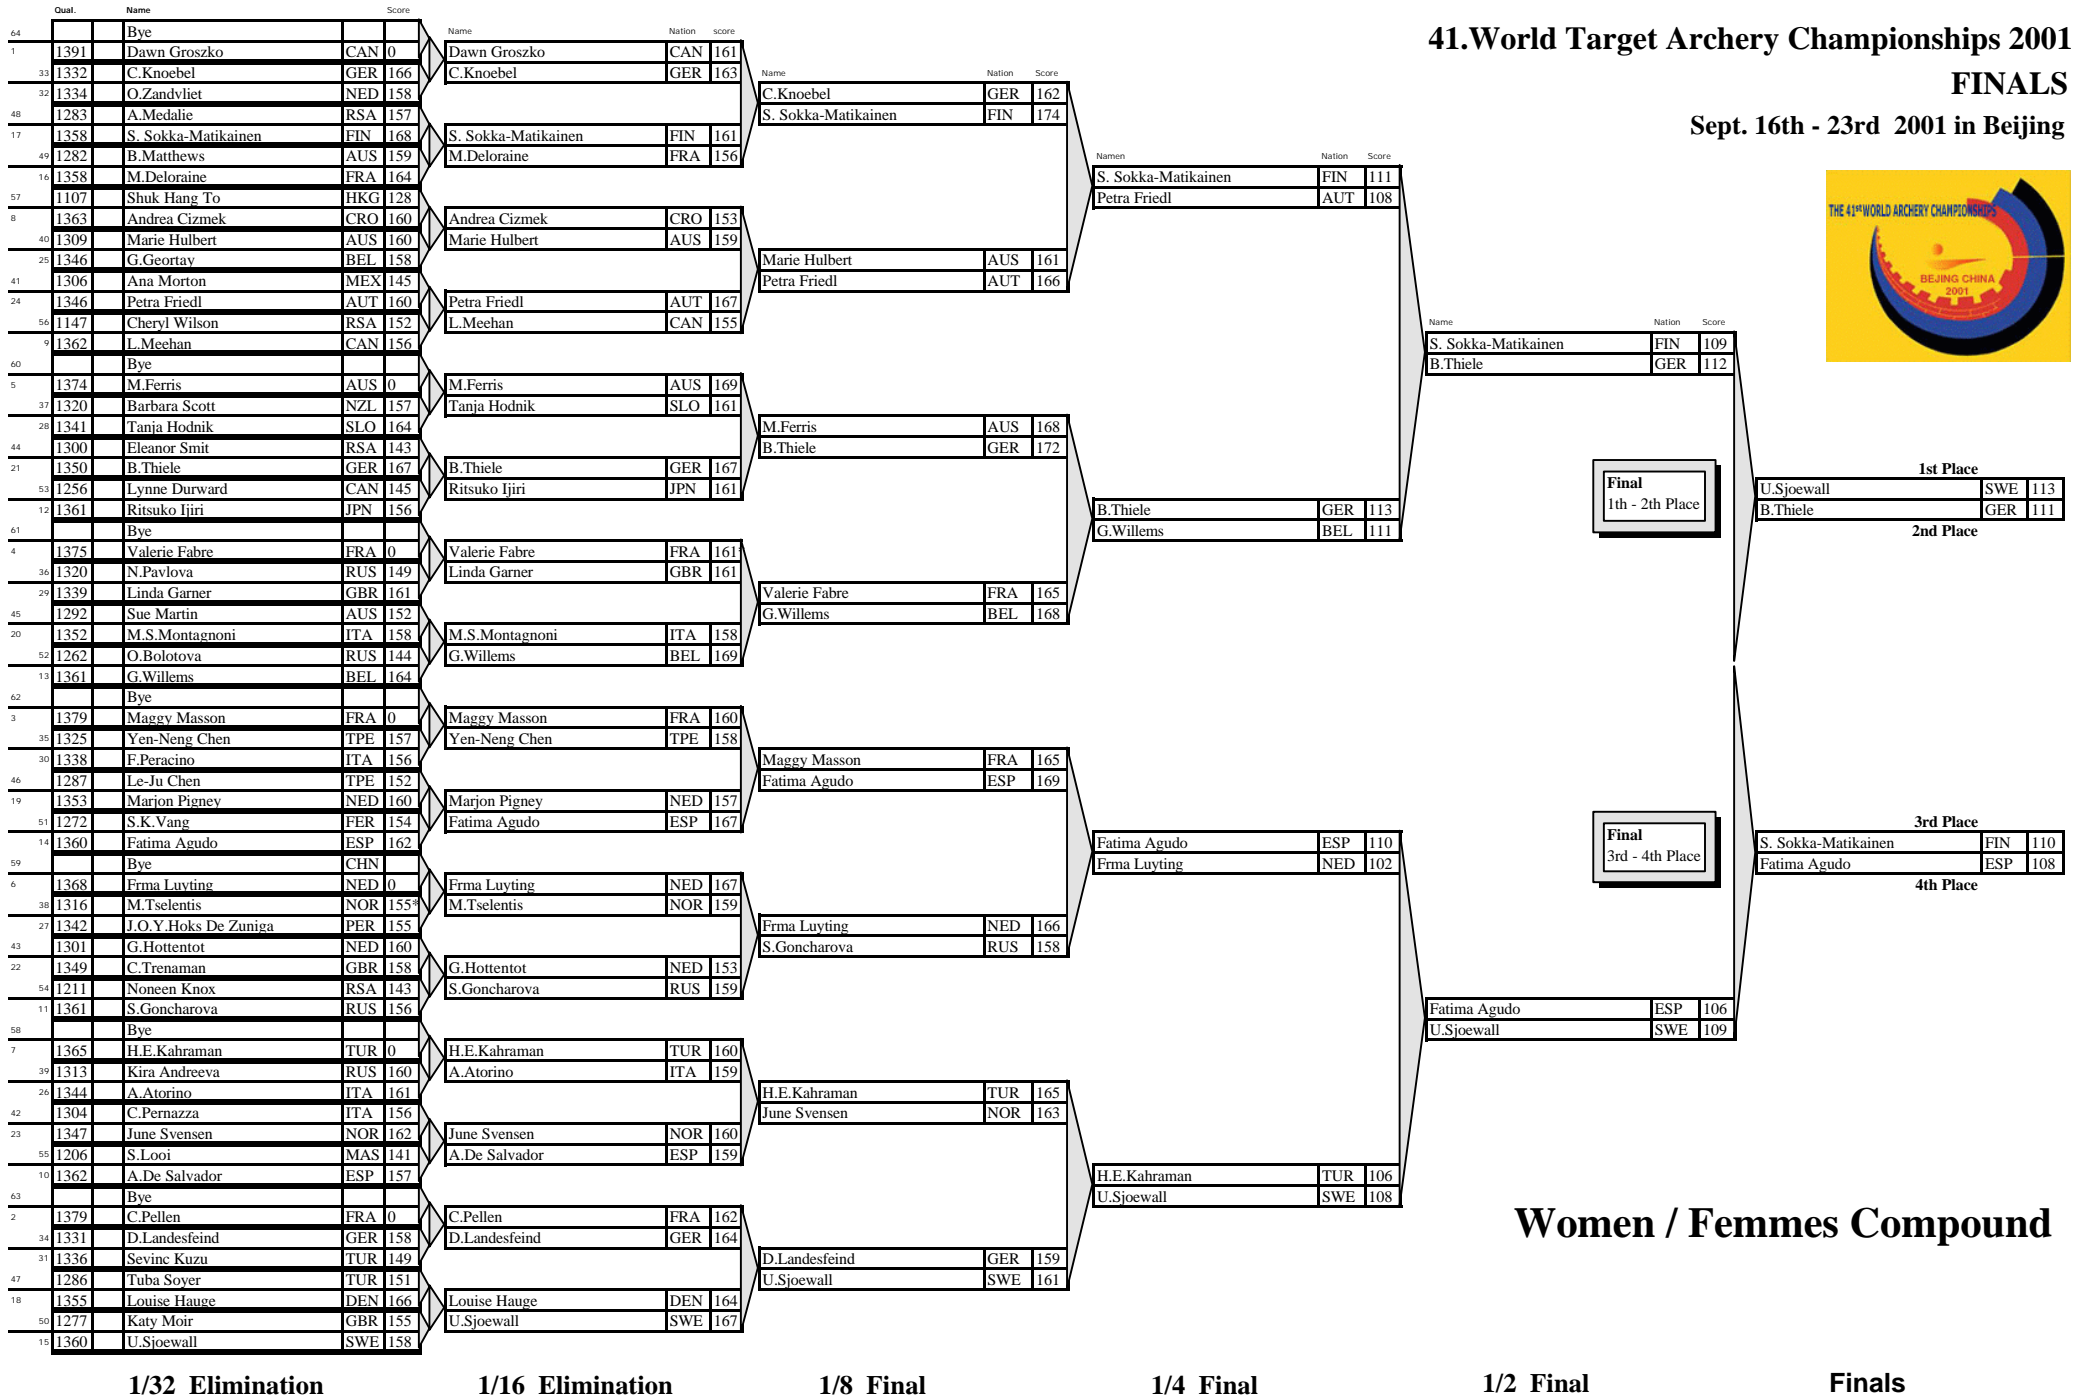 41.World Target Archery Championships 2001
FINALS
Sept. 16th - 23rd 2001 in Beijing
THE 41st WORLD ARCHERY CHAMPIONSHIPS
BEIJING CHINA
2001
Women / Femmes Compound
Qual. Name Score
64 Bye
1 1391 Dawn Groszko CAN 0
33 1332 C.Knoebel GER 166
32 1334 O.Zandvliet NED 158
48 1283 A.Medalie RSA 157
17 1358 S. Sokka-Matikainen FIN 168
49 1282 B.Matthews AUS 159
16 1358 M.Deloraine FRA 164
57 1107 Shuk Hang To HKG 128
8 1363 Andrea Cizmek CRO 160
40 1309 Marie Hulbert AUS 160
25 1346 G.Geortay BEL 158
41 1306 Ana Morton MEX 145
24 1346 Petra Friedl AUT 160
56 1147 Cheryl Wilson RSA 152
9 1362 L.Meehan CAN 156
60 Bye
5 1374 M.Ferris AUS 0
37 1320 Barbara Scott NZL 157
28 1341 Tanja Hodnik SLO 164
44 1300 Eleanor Smit RSA 143
21 1350 B.Thiele GER 167
53 1256 Lynne Durward CAN 145
12 1361 Ritsuko Ijiri JPN 156
61 Bye
4 1375 Valerie Fabre FRA 0
36 1320 N.Pavlova RUS 149
29 1339 Linda Garner GBR 161
45 1292 Sue Martin AUS 152
20 1352 M.S.Montagnoni ITA 158
52 1262 O.Bolotova RUS 144
13 1361 G.Willems BEL 164
62 Bye
3 1379 Maggy Masson FRA 0
35 1325 Yen-Neng Chen TPE 157
30 1338 F.Peracino ITA 156
46 1287 Le-Ju Chen TPE 152
19 1353 Marjon Pigney NED 160
51 1272 S.K.Vang FER 154
14 1360 Fatima Agudo ESP 162
59 Bye CHN
6 1368 Frma Luyting NED 0
38 1316 M.Tselentis NOR 155*
27 1342 J.O.Y.Hoks De Zuniga PER 155
43 1301 G.Hottentot NED 160
22 1349 C.Trenaman GBR 158
54 1211 Noneen Knox RSA 143
11 1361 S.Goncharova RUS 156
58 Bye
7 1365 H.E.Kahraman TUR 0
39 1313 Kira Andreeva RUS 160
26 1344 A.Atorino ITA 161
42 1304 C.Pernazza ITA 156
23 1347 June Svensen NOR 162
55 1206 S.Looi MAS 141
10 1362 A.De Salvador ESP 157
63 Bye
2 1379 C.Pellen FRA 0
34 1331 D.Landesfeind GER 158
31 1336 Sevinc Kuzu TUR 149
47 1286 Tuba Soyer TUR 151
18 1355 Louise Hauge DEN 166
50 1277 Katy Moir GBR 155
15 1360 U.Sjoewall SWE 158
1/32 Elimination
Name Nation score
Dawn Groszko CAN 161
C.Knoebel GER 163
S. Sokka-Matikainen FIN 161
M.Deloraine FRA 156
Andrea Cizmek CRO 153
Marie Hulbert AUS 159
Petra Friedl AUT 167
L.Meehan CAN 155
M.Ferris AUS 169
Tanja Hodnik SLO 161
B.Thiele GER 167
Ritsuko Ijiri JPN 161
Valerie Fabre FRA 161*
Linda Garner GBR 161
M.S.Montagnoni ITA 158
G.Willems BEL 169
Maggy Masson FRA 160
Yen-Neng Chen TPE 158
Marjon Pigney NED 157
Fatima Agudo ESP 167
Frma Luyting NED 167
M.Tselentis NOR 159
G.Hottentot NED 153
S.Goncharova RUS 159
H.E.Kahraman TUR 160
A.Atorino ITA 159
June Svensen NOR 160
A.De Salvador ESP 159
C.Pellen FRA 162
D.Landesfeind GER 164
Louise Hauge DEN 164
U.Sjoewall SWE 167
1/16 Elimination
Name Nation Score
C.Knoebel GER 162
S. Sokka-Matikainen FIN 174
Marie Hulbert AUS 161
Petra Friedl AUT 166
M.Ferris AUS 168
B.Thiele GER 172
Valerie Fabre FRA 165
G.Willems BEL 168
Maggy Masson FRA 165
Fatima Agudo ESP 169
Frma Luyting NED 166
S.Goncharova RUS 158
H.E.Kahraman TUR 165
June Svensen NOR 163
D.Landesfeind GER 159
U.Sjoewall SWE 161
1/8 Final
Namen Nation Score
S. Sokka-Matikainen FIN 111
Petra Friedl AUT 108
B.Thiele GER 113
G.Willems BEL 111
Fatima Agudo ESP 110
Frma Luyting NED 102
H.E.Kahraman TUR 106
U.Sjoewall SWE 108
1/4 Final
Name Nation Score
S. Sokka-Matikainen FIN 109
B.Thiele GER 112
Fatima Agudo ESP 106
U.Sjoewall SWE 109
1/2 Final
Final
1th - 2th Place
1st Place
U.Sjoewall SWE 113
B.Thiele GER 111
2nd Place
Final
3rd - 4th Place
3rd Place
S. Sokka-Matikainen FIN 110
Fatima Agudo ESP 108
4th Place
Finals